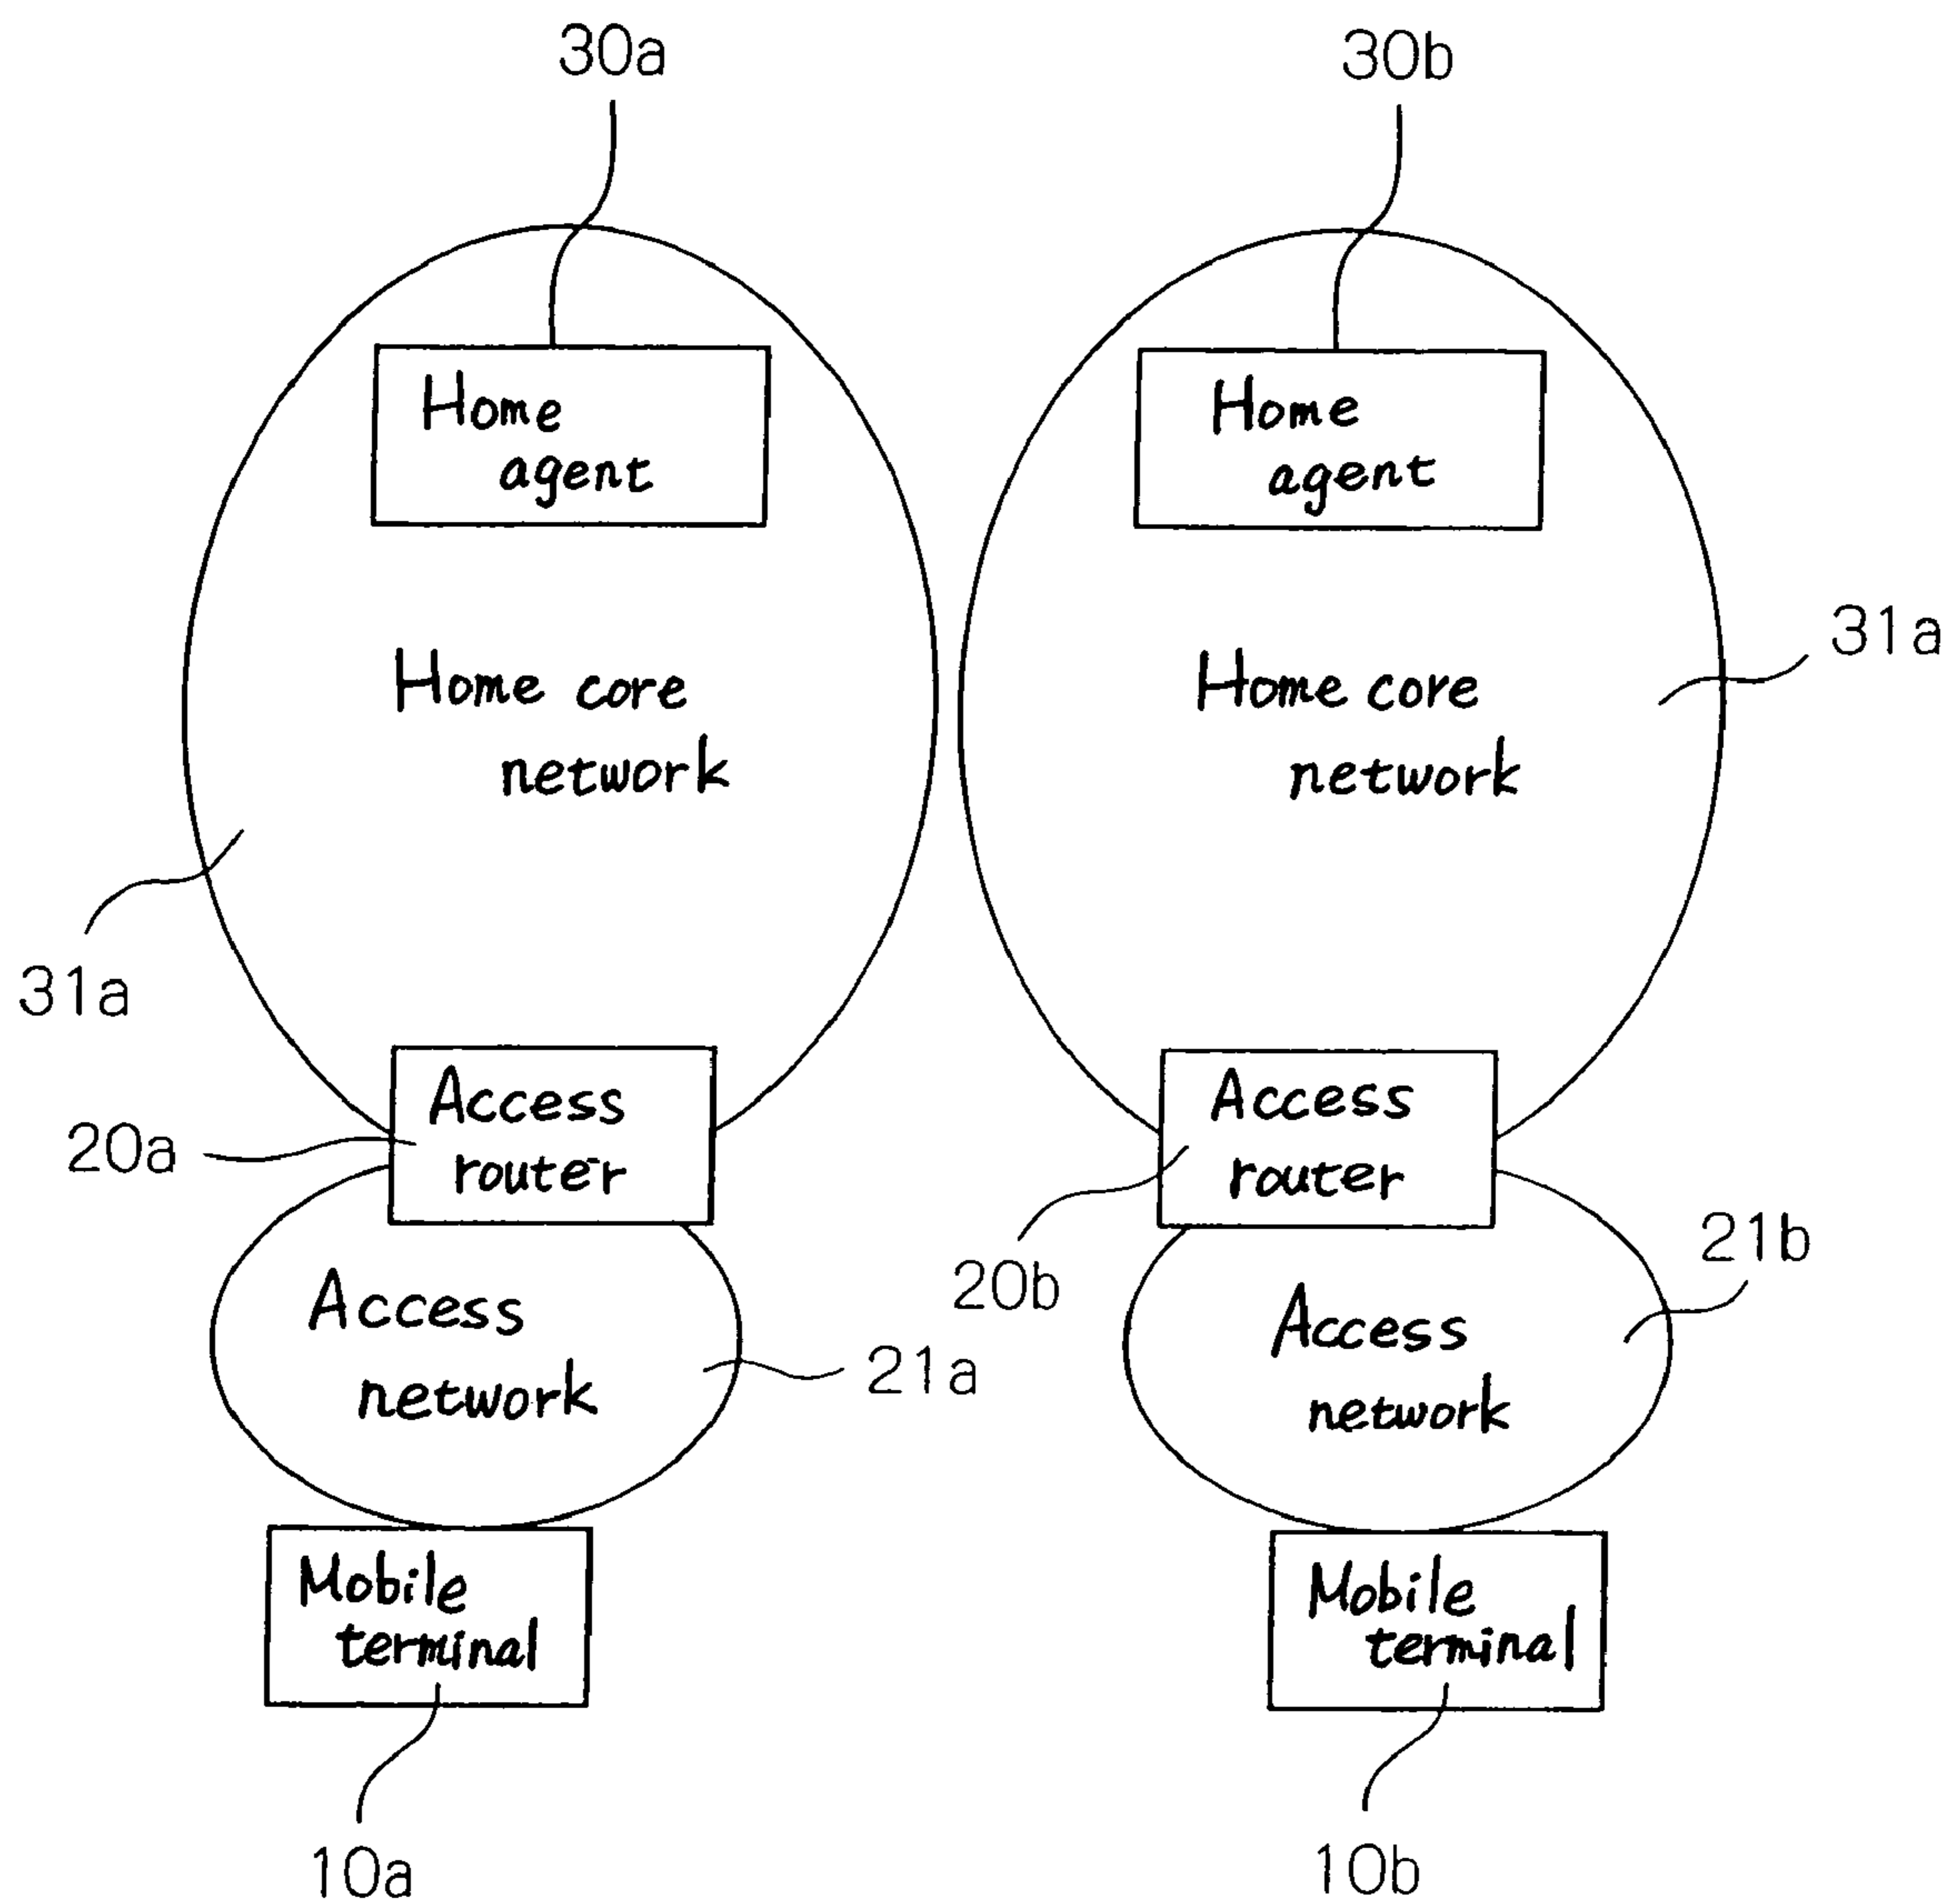 30a
30b
Home
agent
Home
agent
Home core
network
Home core
network
31a
31a
Access
router
Access
router
20a
20b
21b
Access
network
Access
network
21a
Mobile
terminal
Mobile
terminal
10a
10b